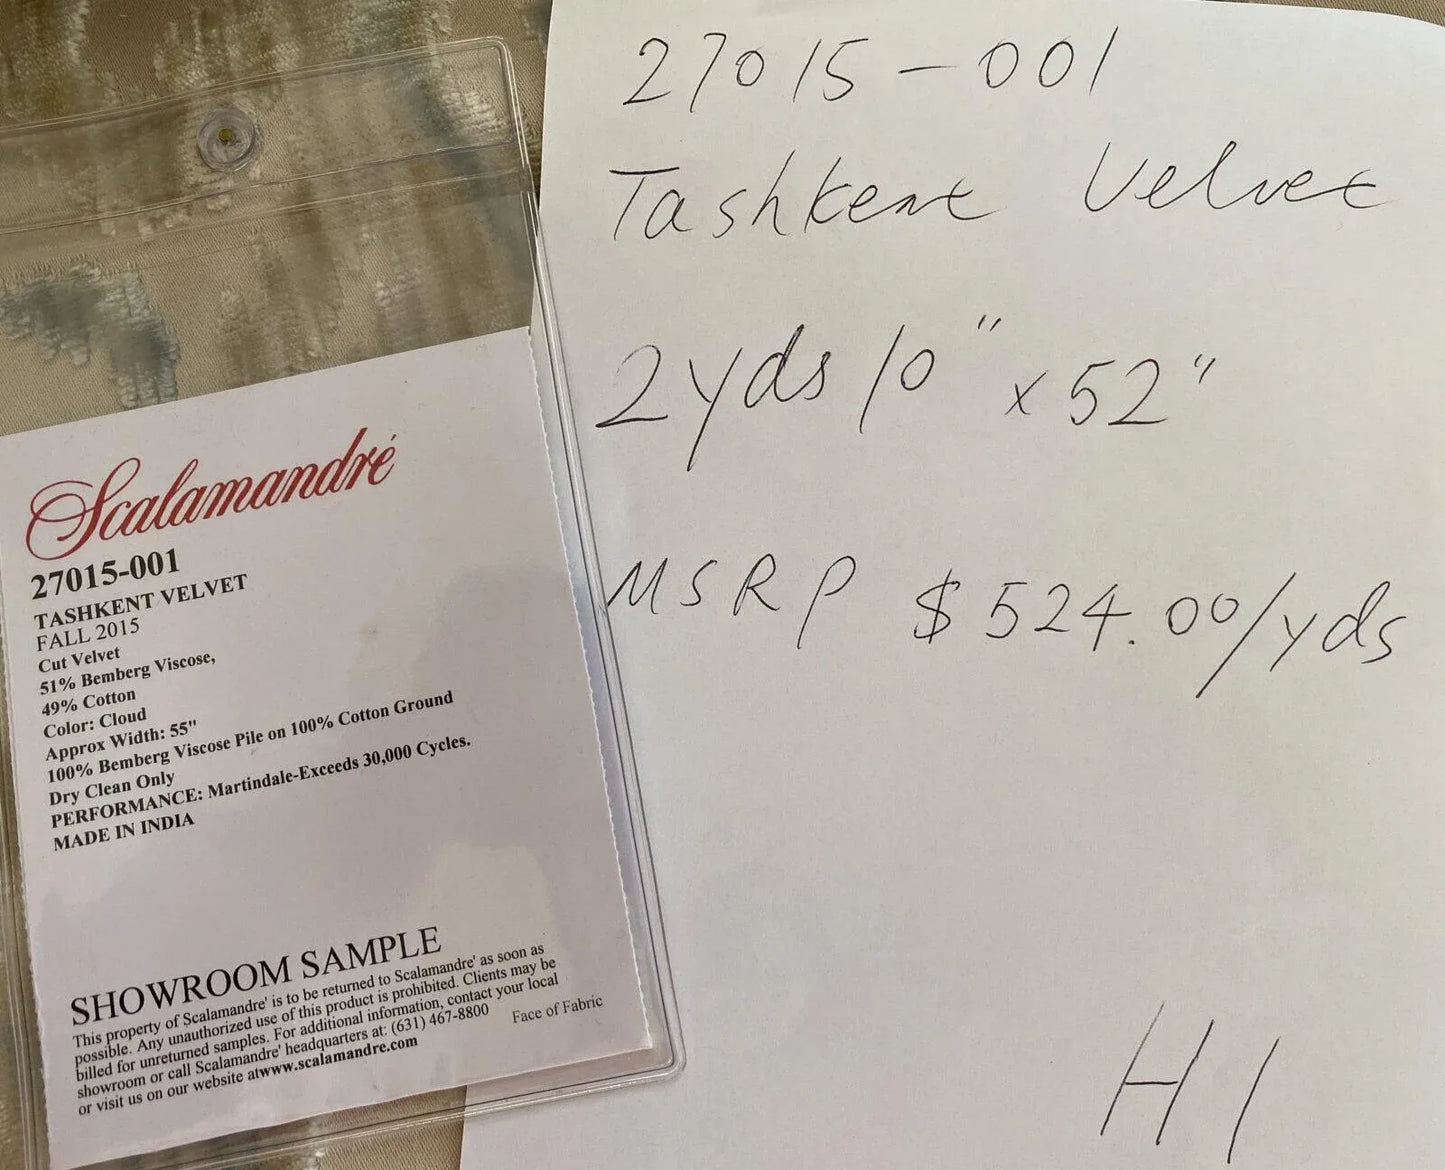 Scalamandré
27015-001
TASHKENT VELVET
FALL 2015
Cut Velvet
51% Bemberg Viscose,
49% Cotton
Color: Cloud
Approx Width: 55"
100% Bemberg Viscose Pile on 100% Cotton Ground
Dry Clean Only
PERFORMANCE: Martindale-Exceeds 30,000 Cycles.
MADE IN INDIA
SHOWROOM SAMPLE
This property of Scalamandre' is to be returned to Scalamandre' as soon as
possible. Any unauthorized use of this product is prohibited. Clients may be
billed for unreturned samples. For additional information, contact your local
showroom or call Scalamandre' headquarters at: (631) 467-8800
or visit us on our website atwww.scalamandre.com
Face of Fabric
27015-001
Tashkent Velvet
2yds 10" x 52"
MSRP $524.00/yds
H1